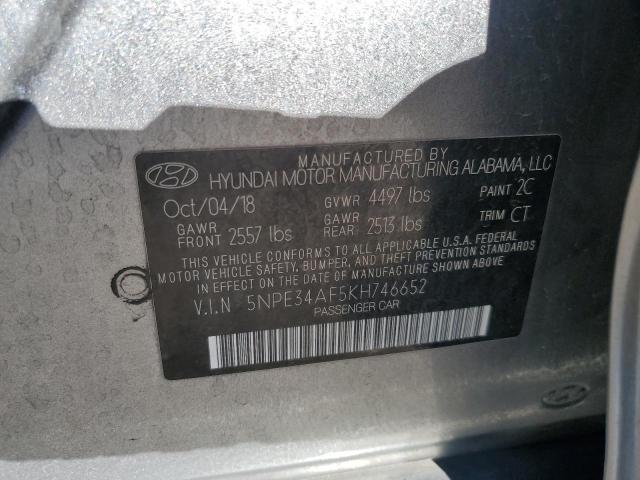 MANUFACTURED BY
HYUNDAI MOTOR MANUFACTURING ALABAMA, LLC
Oct/04/18 GVWR 4497 lbs PAINT 2C
GAWR FRONT 2557 lbs GAWR REAR: 2513 lbs TRIM CT
THIS VEHICLE CONFORMS TO ALL APPLICABLE U.S.A. FEDERAL
MOTOR VEHICLE SAFETY, BUMPER, AND THEFT PREVENTION STANDARDS
IN EFFECT ON THE DATE OF MANUFACTURE SHOWN ABOVE.
V.I.N 5NPE34AF5KH746652
PASSENGER CAR